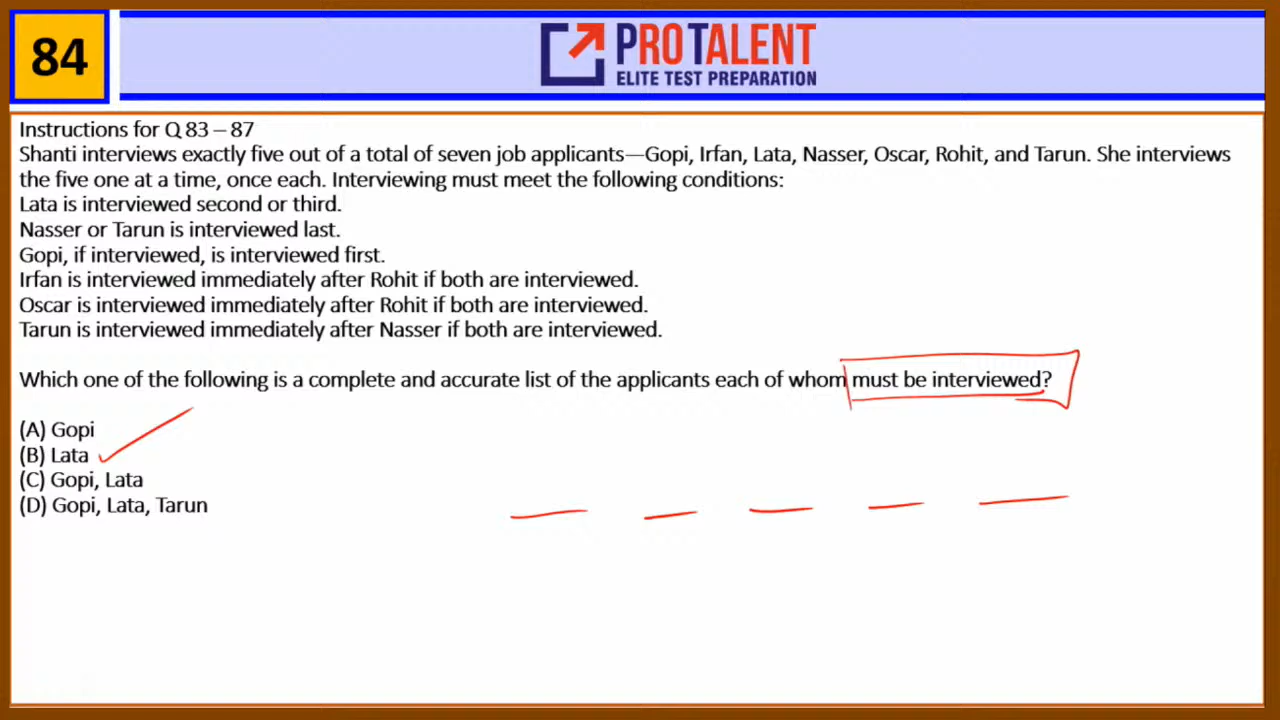 84
PROTALENT
ELITE TEST PREPARATION
Instructions for Q 83 – 87
Shanti interviews exactly five out of a total of seven job applicants—Gopi, Irfan, Lata, Nasser, Oscar, Rohit, and Tarun. She interviews
the five one at a time, once each. Interviewing must meet the following conditions:
Lata is interviewed second or third.
Nasser or Tarun is interviewed last.
Gopi, if interviewed, is interviewed first.
Irfan is interviewed immediately after Rohit if both are interviewed.
Oscar is interviewed immediately after Rohit if both are interviewed.
Tarun is interviewed immediately after Nasser if both are interviewed.
Which one of the following is a complete and accurate list of the applicants each of whom must be interviewed?
(A) Gopi
(B) Lata
(C) Gopi, Lata
(D) Gopi, Lata, Tarun